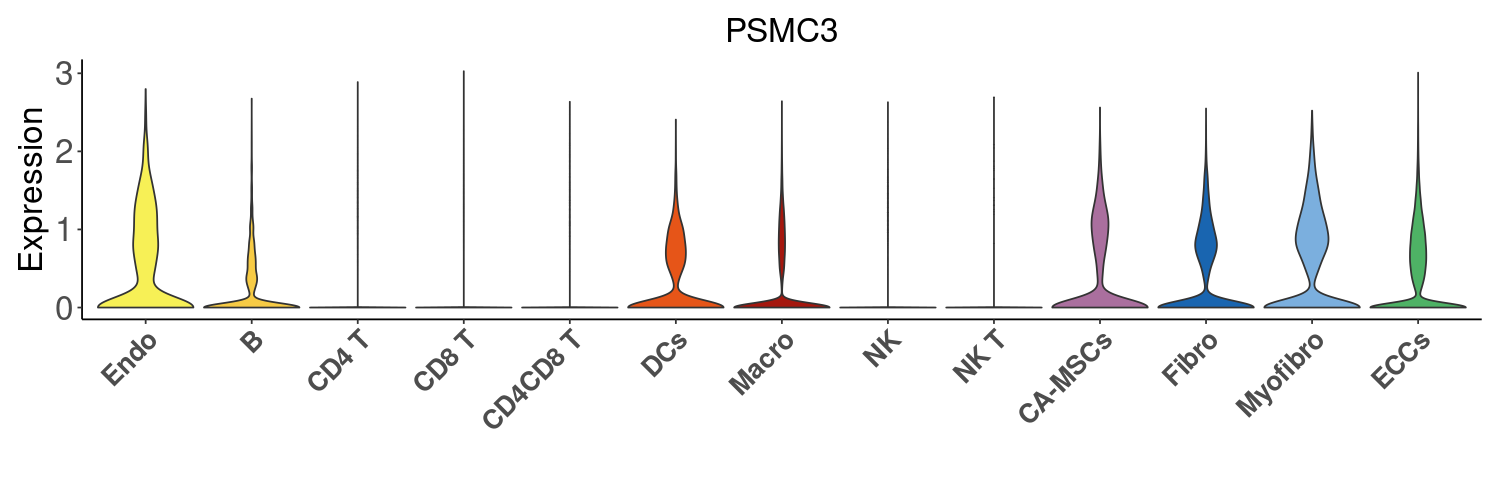 PSMC3
Expression
3
2
1
0
Endo
B
CD4 T
CD8 T
CD4CD8 T
DCs
Macro
NK
NK T
CA-MSCs
Fibro
Myofibro
ECCs